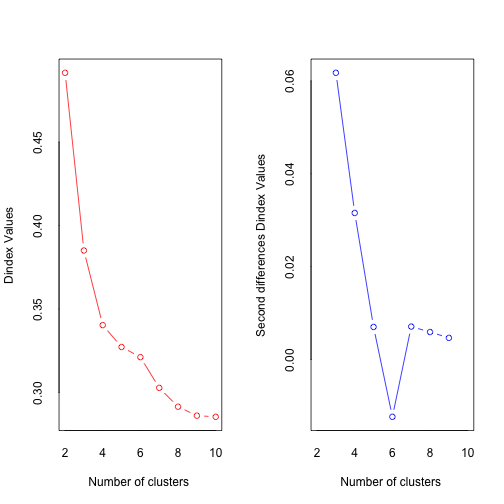 Dindex Values
0.45
0.40
0.35
0.30
2 4 6 8 10
Number of clusters
Second differences Dindex Values
0.06
0.04
0.02
0.00
2 4 6 8 10
Number of clusters